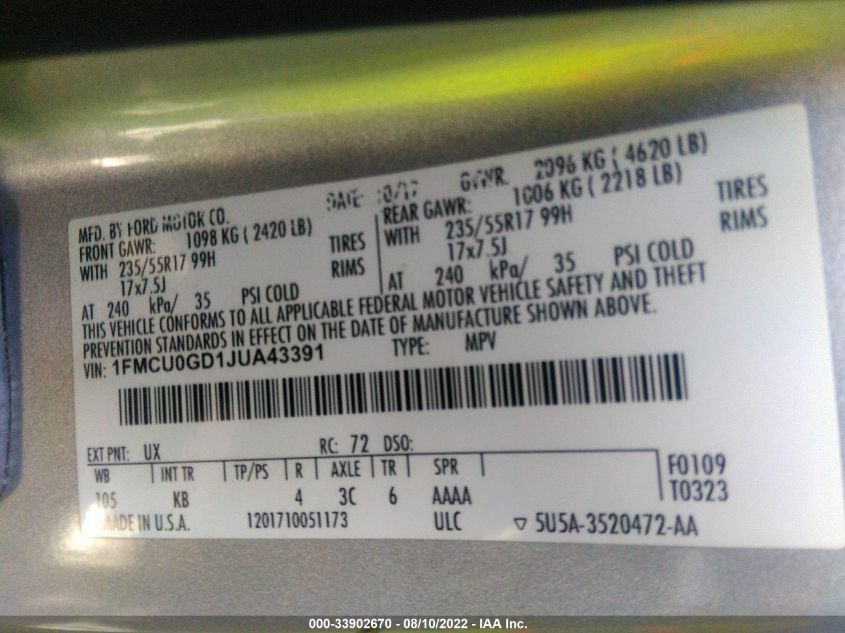 MFD. BY FORD MOTOR CO. DATE: 10/17 GVWR: 2096 KG ( 4620 LB)
FRONT GAWR: 1098 KG ( 2420 LB) REAR GAWR: 1006 KG ( 2218 LB)
WITH 235/55R17 99H TIRES WITH 235/55R17 99H TIRES
17x7.5J RIMS 17x7.5J RIMS
AT 240 kPa/ 35 PSI COLD AT 240 kPa/ 35 PSI COLD
THIS VEHICLE CONFORMS TO ALL APPLICABLE FEDERAL MOTOR VEHICLE SAFETY AND THEFT
PREVENTION STANDARDS IN EFFECT ON THE DATE OF MANUFACTURE SHOWN ABOVE.
VIN: 1FMCU0GD1JUA43391 TYPE: MPV
EXT PNT: UX RC: 72 DSO:
WB INT TR TP/PS R AXLE TR SPR F0109
105 KB 4 3C 6 AAAA T0323
MADE IN U.S.A. 1201710051173 ULC ▽ 5U5A-3520472-AA
000-33902670 - 08/10/2022 - IAA Inc.